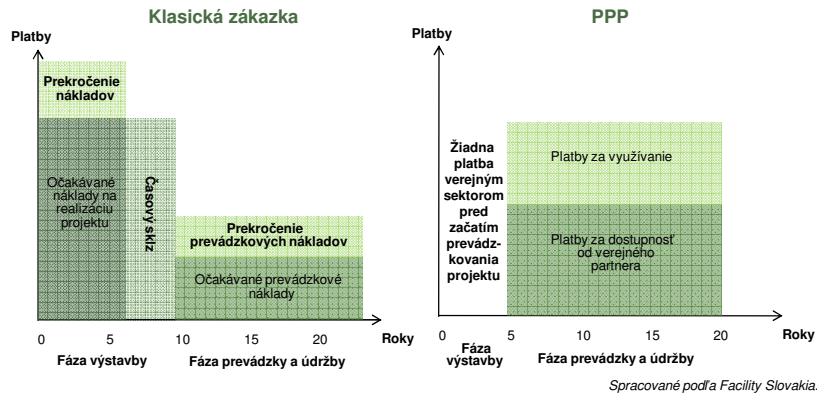 Klasická zákazka
Platby
Prekročenie
nákladov
Očakávané
náklady na
realizáciu
projektu
Časový sklz
Prekročenie
prevádzkových nákladov
Očakávané prevádzkové
náklady
0 5 10 15 20
Roky
Fáza výstavby
Fáza prevádzky a údržby
PPP
Platby
Žiadna
platba
verejným
sektorom
pred
začatím
prevádz-
kovania
projektu
Platby za využívanie
Platby za dostupnosť
od verejného
partnera
0 5 10 15 20
Roky
Fáza
výstavby
Fáza prevádzky a údržby
Spracované podľa Facility Slovakia.